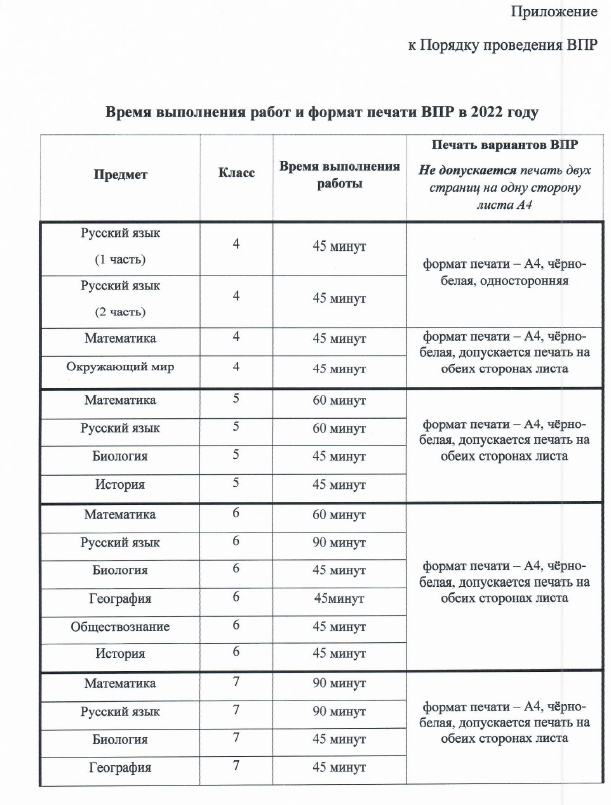 Приложение
к Порядку проведения ВПР
Время выполнения работ и формат печати ВПР в 2022 году
Предмет
Класс
Время выполнения
работы
Печать вариантов ВПР
Не допускается печать двух
страниц на одну сторону
листа А4
Русский язык
(1 часть)
4
45 минут
формат печати – А4, чёрно-
белая, односторонняя
Русский язык
(2 часть)
4
45 минут
Математика
4
45 минут
формат печати – А4, чёрно-
белая, допускается печать на
обеих сторонах листа
Окружающий мир
4
45 минут
Математика
5
60 минут
формат печати – А4, чёрно-
белая, допускается печать на
обеих сторонах листа
Русский язык
5
60 минут
Биология
5
45 минут
История
5
45 минут
Математика
6
60 минут
формат печати – А4, чёрно-
белая, допускается печать на
обеих сторонах листа
Русский язык
6
90 минут
Биология
6
45 минут
География
6
45минут
Обществознание
6
45 минут
История
6
45 минут
Математика
7
90 минут
формат печати – А4, чёрно-
белая, допускается печать на
обеих сторонах листа
Русский язык
7
90 минут
Биология
7
45 минут
География
7
45 минут